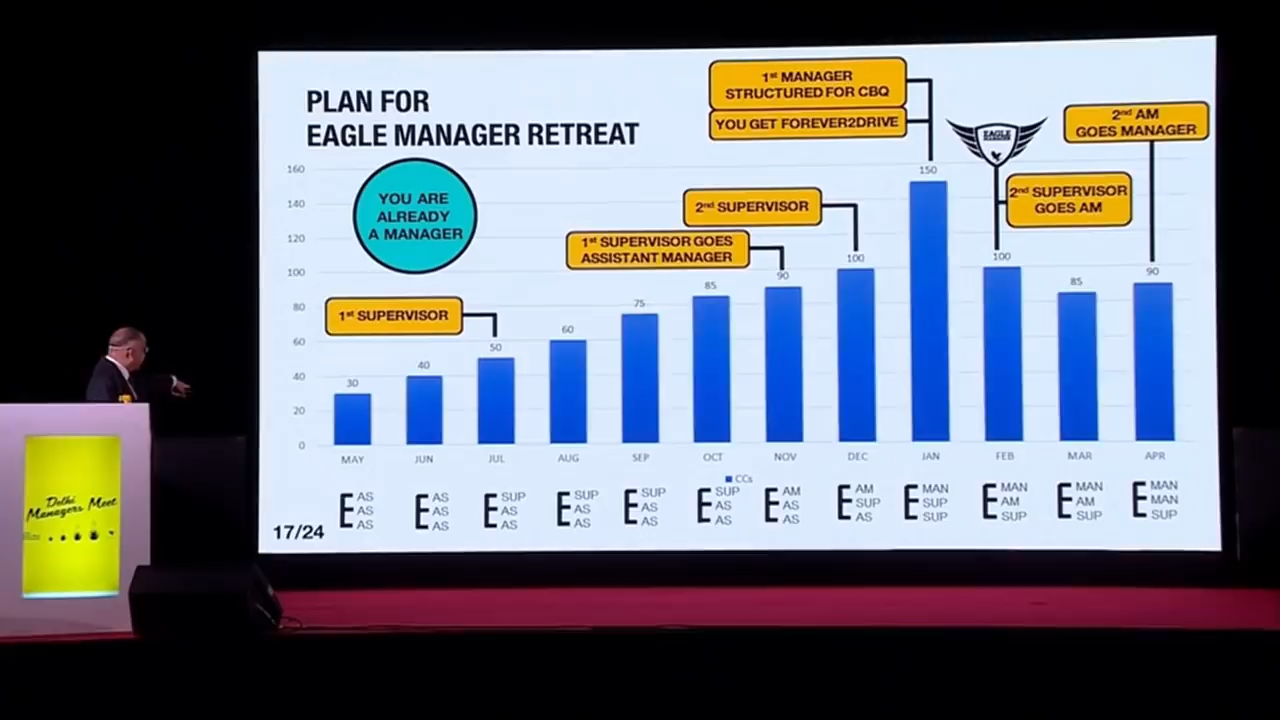 PLAN FOR
EAGLE MANAGER RETREAT
1st MANAGER
STRUCTURED FOR CBQ
YOU GET FOREVER2DRIVE
EAGLE
2nd AM
GOES MANAGER
YOU ARE
ALREADY
A MANAGER
2nd SUPERVISOR
2nd SUPERVISOR
GOES AM
1st SUPERVISOR GOES
ASSISTANT MANAGER
1st SUPERVISOR
160
140
120
100
80
60
40
20
0
30 40 50 60 75 85 90 100 150 100 85 90
MAY JUN JUL AUG SEP OCT NOV DEC JAN FEB MAR APR
CCs
E AS AS AS
E AS AS AS
E SUP AS AS
E SUP AS AS
E SUP AS AS
E SUP AS AS
E AM AS AS
E AM SUP AS
E MAN SUP SUP
E MAN AM SUP
E MAN AM SUP
E MAN MAN SUP
17/24
Delhi
Managers Meet